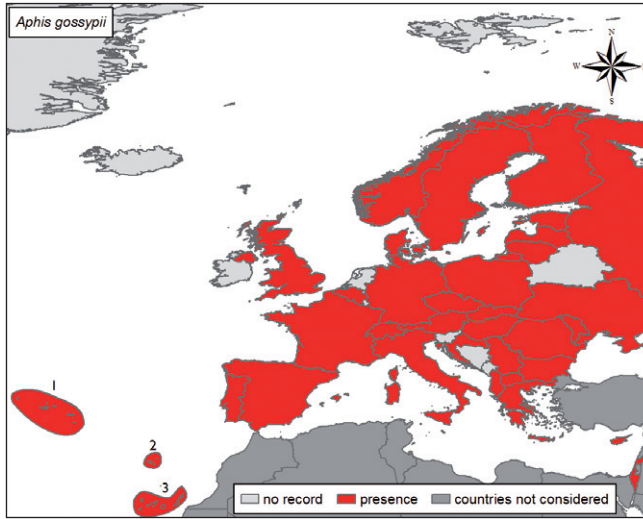 Aphis gossypii
N
W
S
1
2
3
no record
presence
countries not considered